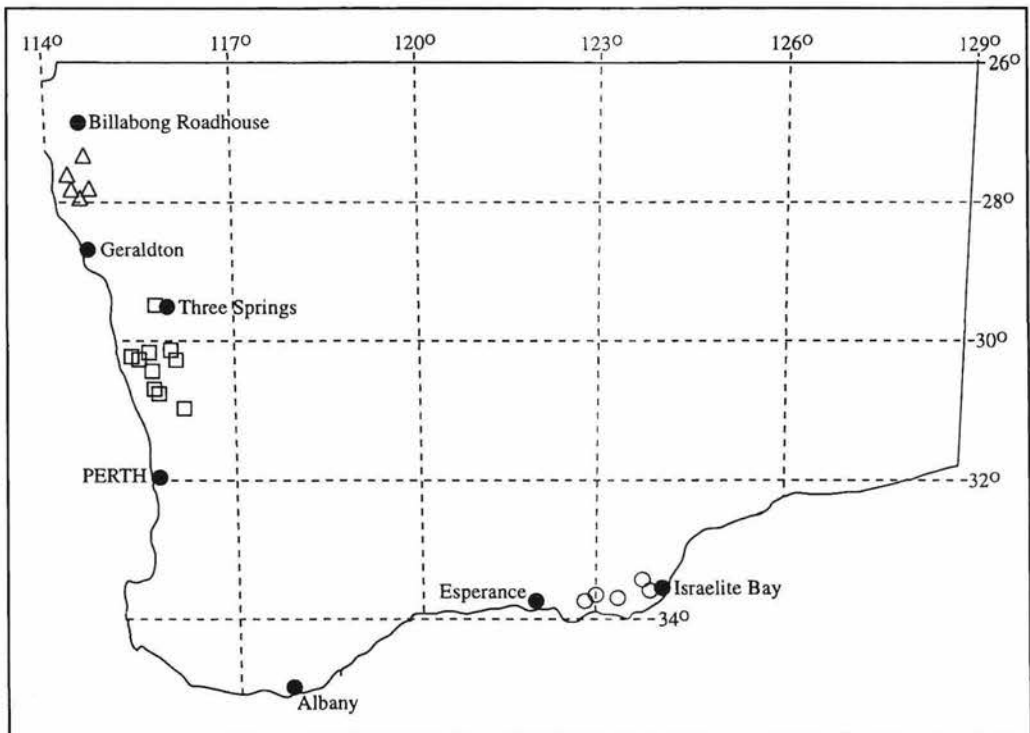 114° 117° 120° 123° 126° 129°
26°
Billabong Roadhouse
28°
Geraldton
Three Springs
30°
PERTH
32°
Esperance
Israelite Bay
34°
Albany